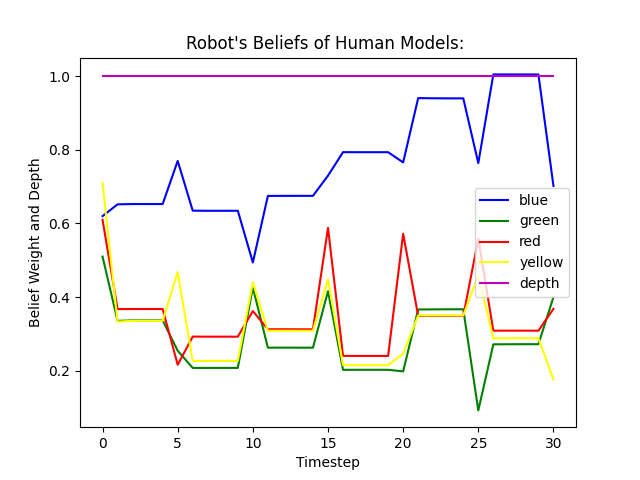 Robot's Beliefs of Human Models:
Belief Weight and Depth
1.0
0.8
0.6
0.4
0.2
blue
green
red
yellow
depth
0 5 10 15 20 25 30
Timestep